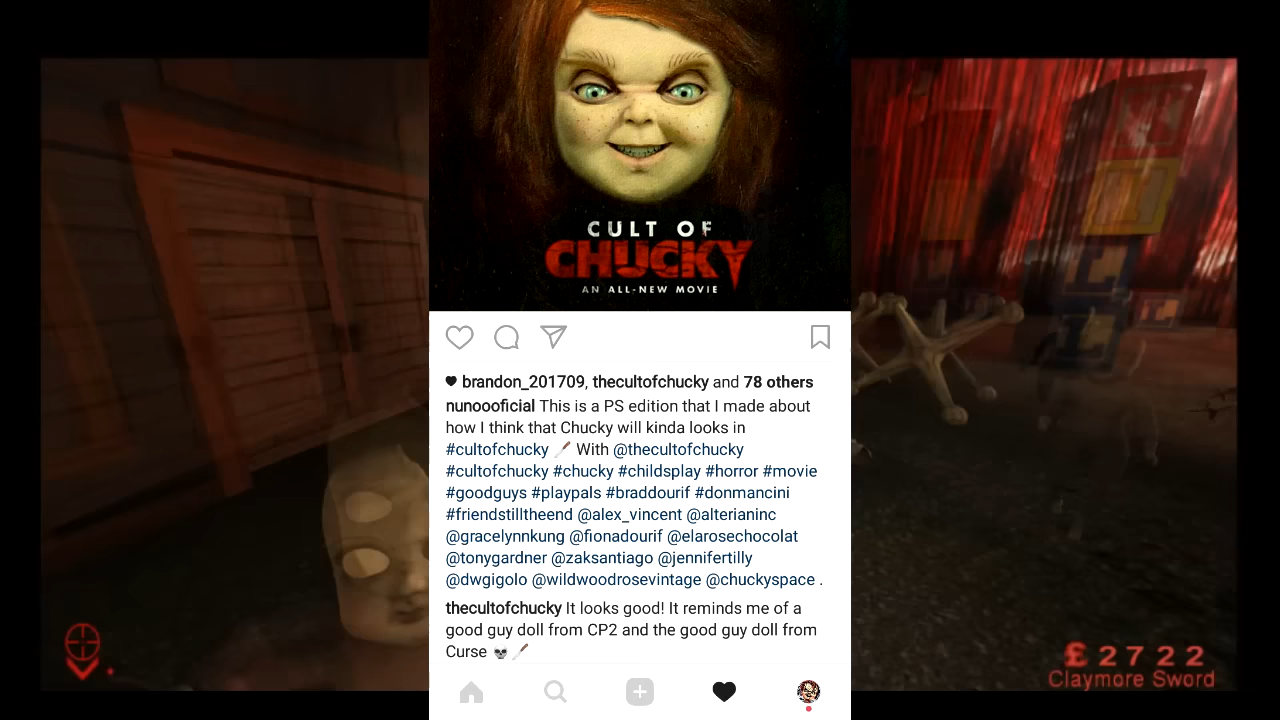 CULT OF
CHUCKY
AN ALL-NEW MOVIE
brandon_201709, thecultofchucky and 78 others
nunoooficial This is a PS edition that I made about
how I think that Chucky will kinda looks in
#cultofchucky 🔪 With @thecultofchucky
#cultofchucky #chucky #childsplay #horror #movie
#goodguys #playpals #braddourif #donmancini
#friendstilltheend @alex_vincent @alterianinc
@gracelynnkung @fionadourif @elarosechocolat
@tonygardner @zaksantiago @jennifertilly
@dwgigolo @wildwoodrosevintage @chuckyspace .
thecultofchucky It looks good! It reminds me of a
good guy doll from CP2 and the good guy doll from
Curse 💀🔪
£2722
Claymore Sword